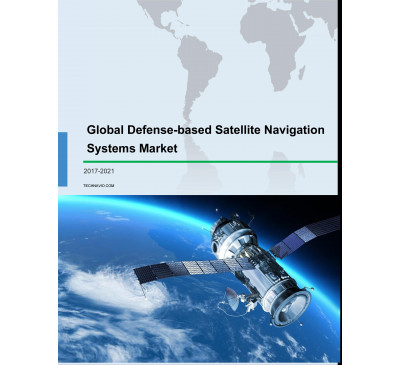 Global Defense-based Satellite Navigation
Systems Market
2017-2021
TECHNAVIO.COM